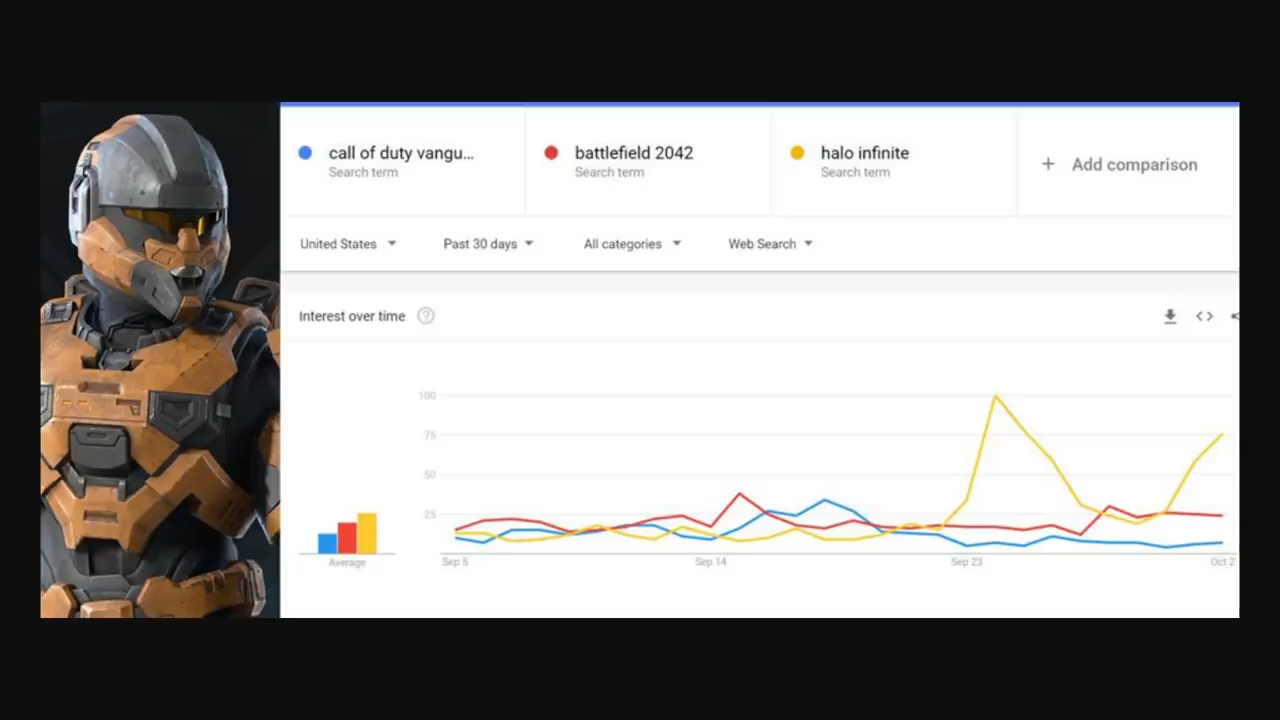 call of duty vangu...
Search term
battlefield 2042
Search term
halo infinite
Search term
+ Add comparison
United States
Past 30 days
All categories
Web Search
Interest over time ?
100
75
50
25
Average
Sep 5
Sep 14
Sep 23
Oct 2